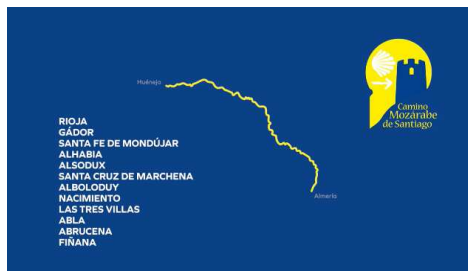 Huéneja
Camino
Mozárabe
de Santiago
RIOJA
GÁDOR
SANTA FE DE MONDÚJAR
ALHABIA
ALSODUX
SANTA CRUZ DE MARCHENA
ALBOLODUY
NACIMIENTO
LAS TRES VILLAS
ABLA
ABRUCENA
FIÑANA
Almería